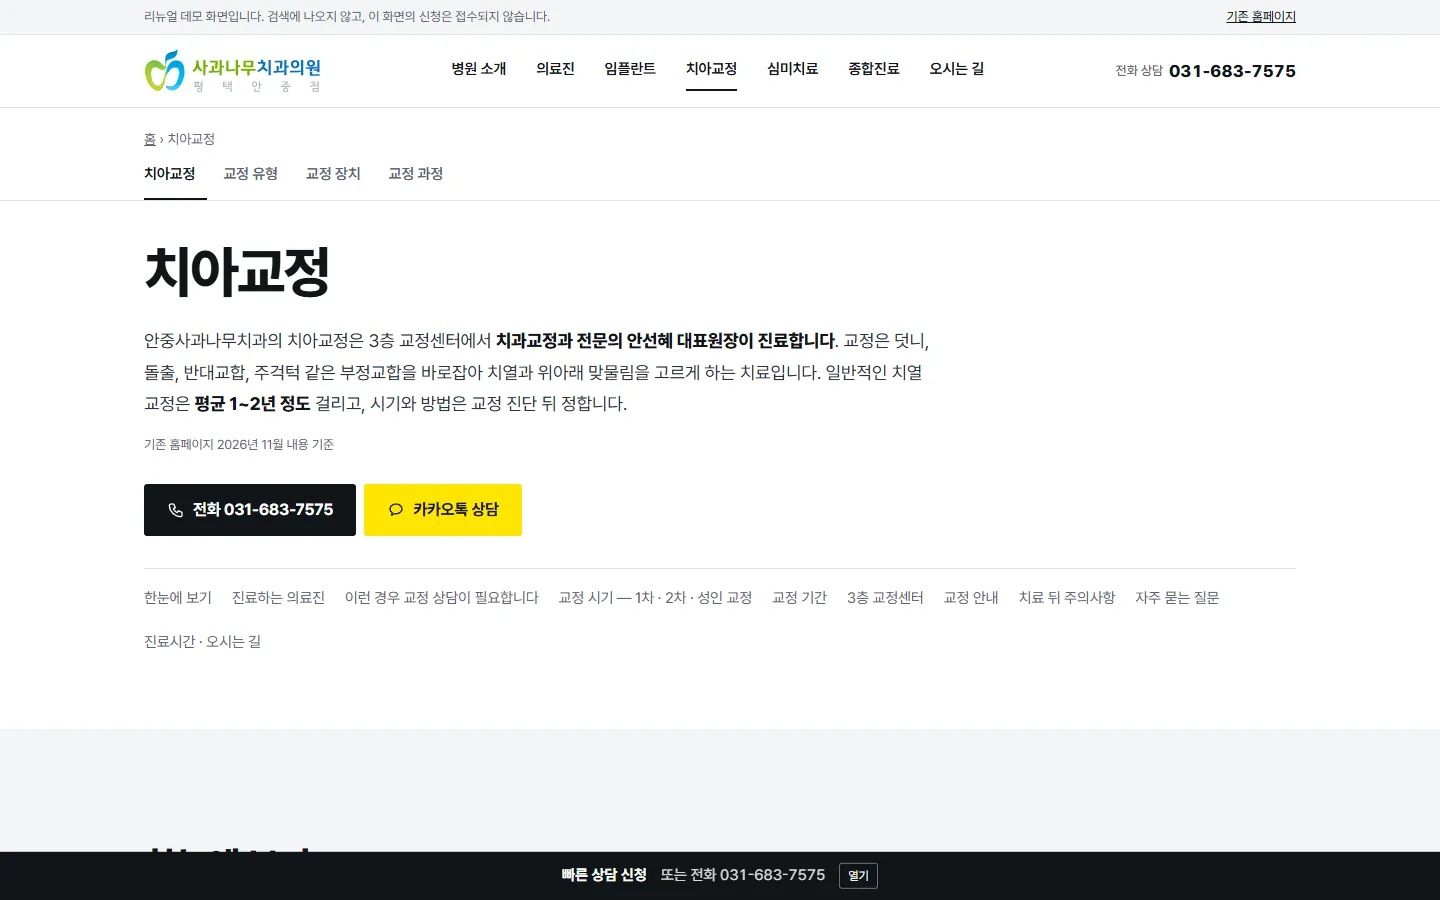 리뉴얼 데모 화면입니다. 검색에 나오지 않고, 이 화면의 신청은 접수되지 않습니다.
기존 홈페이지
사과나무치과의원
평택안중점
병원 소개
의료진
임플란트
치아교정
심미치료
종합진료
오시는 길
전화 상담 031-683-7575
홈 › 치아교정
치아교정
교정 유형
교정 장치
교정 과정
치아교정
안중사과나무치과의 치아교정은 3층 교정센터에서 치과교정과 전문의 안선혜 대표원장이 진료합니다. 교정은 덧니,
돌출, 반대교합, 주걱턱 같은 부정교합을 바로잡아 치열과 위아래 맞물림을 고르게 하는 치료입니다. 일반적인 치열
교정은 평균 1~2년 정도 걸리고, 시기와 방법은 교정 진단 뒤 정합니다.
기존 홈페이지 2026년 11월 내용 기준
전화 031-683-7575
카카오톡 상담
한눈에 보기
진료하는 의료진
이런 경우 교정 상담이 필요합니다
교정 시기 — 1차 · 2차 · 성인 교정
교정 기간
3층 교정센터
교정 안내
치료 뒤 주의사항
자주 묻는 질문
진료시간 · 오시는 길
빠른 상담 신청 또는 전화 031-683-7575 열기